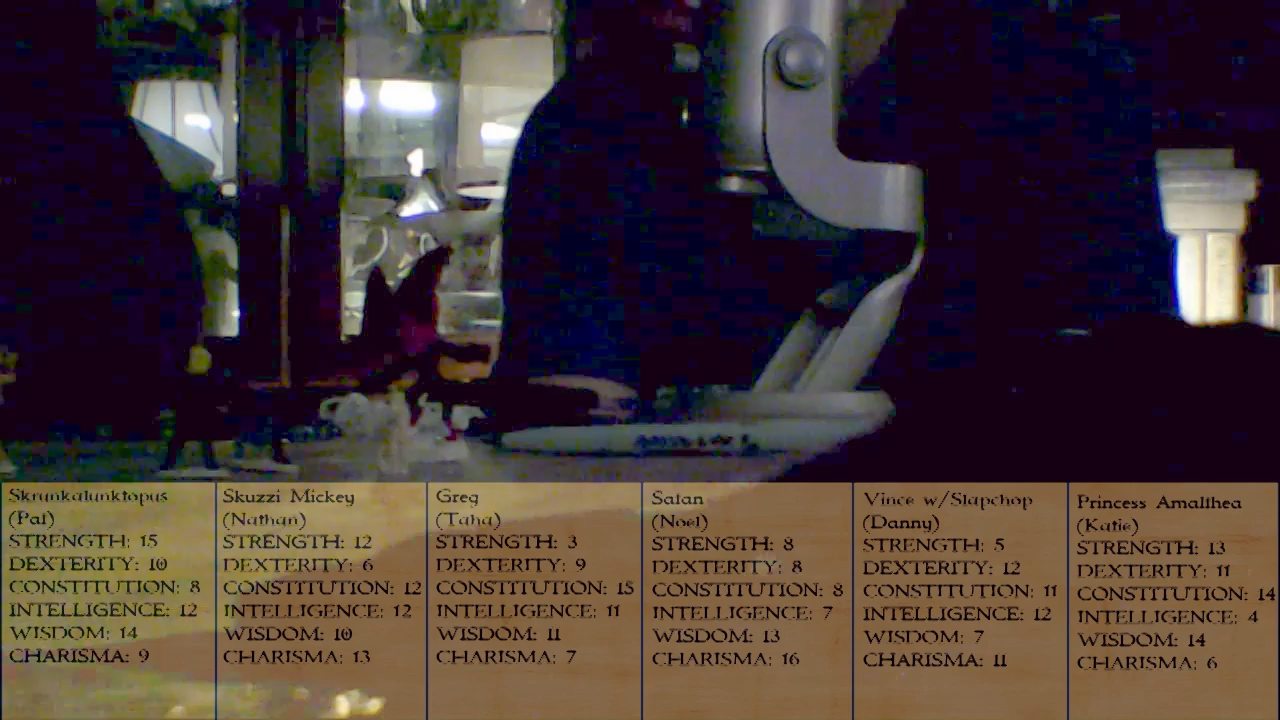 Skrunkalunktopus
(Pat)
STRENGTH: 15
DEXTERITY: 10
CONSTITUTION: 8
INTELLIGENCE: 12
WISDOM: 14
CHARISMA: 9
Skuzzi Mickey
(Nathan)
STRENGTH: 12
DEXTERITY: 6
CONSTITUTION: 12
INTELLIGENCE: 12
WISDOM: 10
CHARISMA: 13
Greg
(Taha)
STRENGTH: 3
DEXTERITY: 9
CONSTITUTION: 15
INTELLIGENCE: 11
WISDOM: 11
CHARISMA: 7
Satan
(Noel)
STRENGTH: 8
DEXTERITY: 8
CONSTITUTION: 8
INTELLIGENCE: 7
WISDOM: 13
CHARISMA: 16
Vince w/Slapchop
(Danny)
STRENGTH: 5
DEXTERITY: 12
CONSTITUTION: 11
INTELLIGENCE: 12
WISDOM: 7
CHARISMA: 11
Princess Amalthea
(Katie)
STRENGTH: 13
DEXTERITY: 11
CONSTITUTION: 14
INTELLIGENCE: 4
WISDOM: 14
CHARISMA: 6